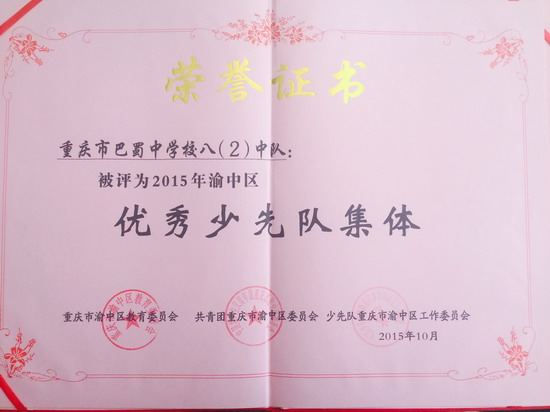 荣誉证书
重庆市巴蜀中学校八(2)中队：
被评为2015年渝中区
优秀少先队集体
重庆市渝中区教育委员会 共青团重庆市渝中区委员会 少先队重庆市渝中区工作委员会
2015年10月